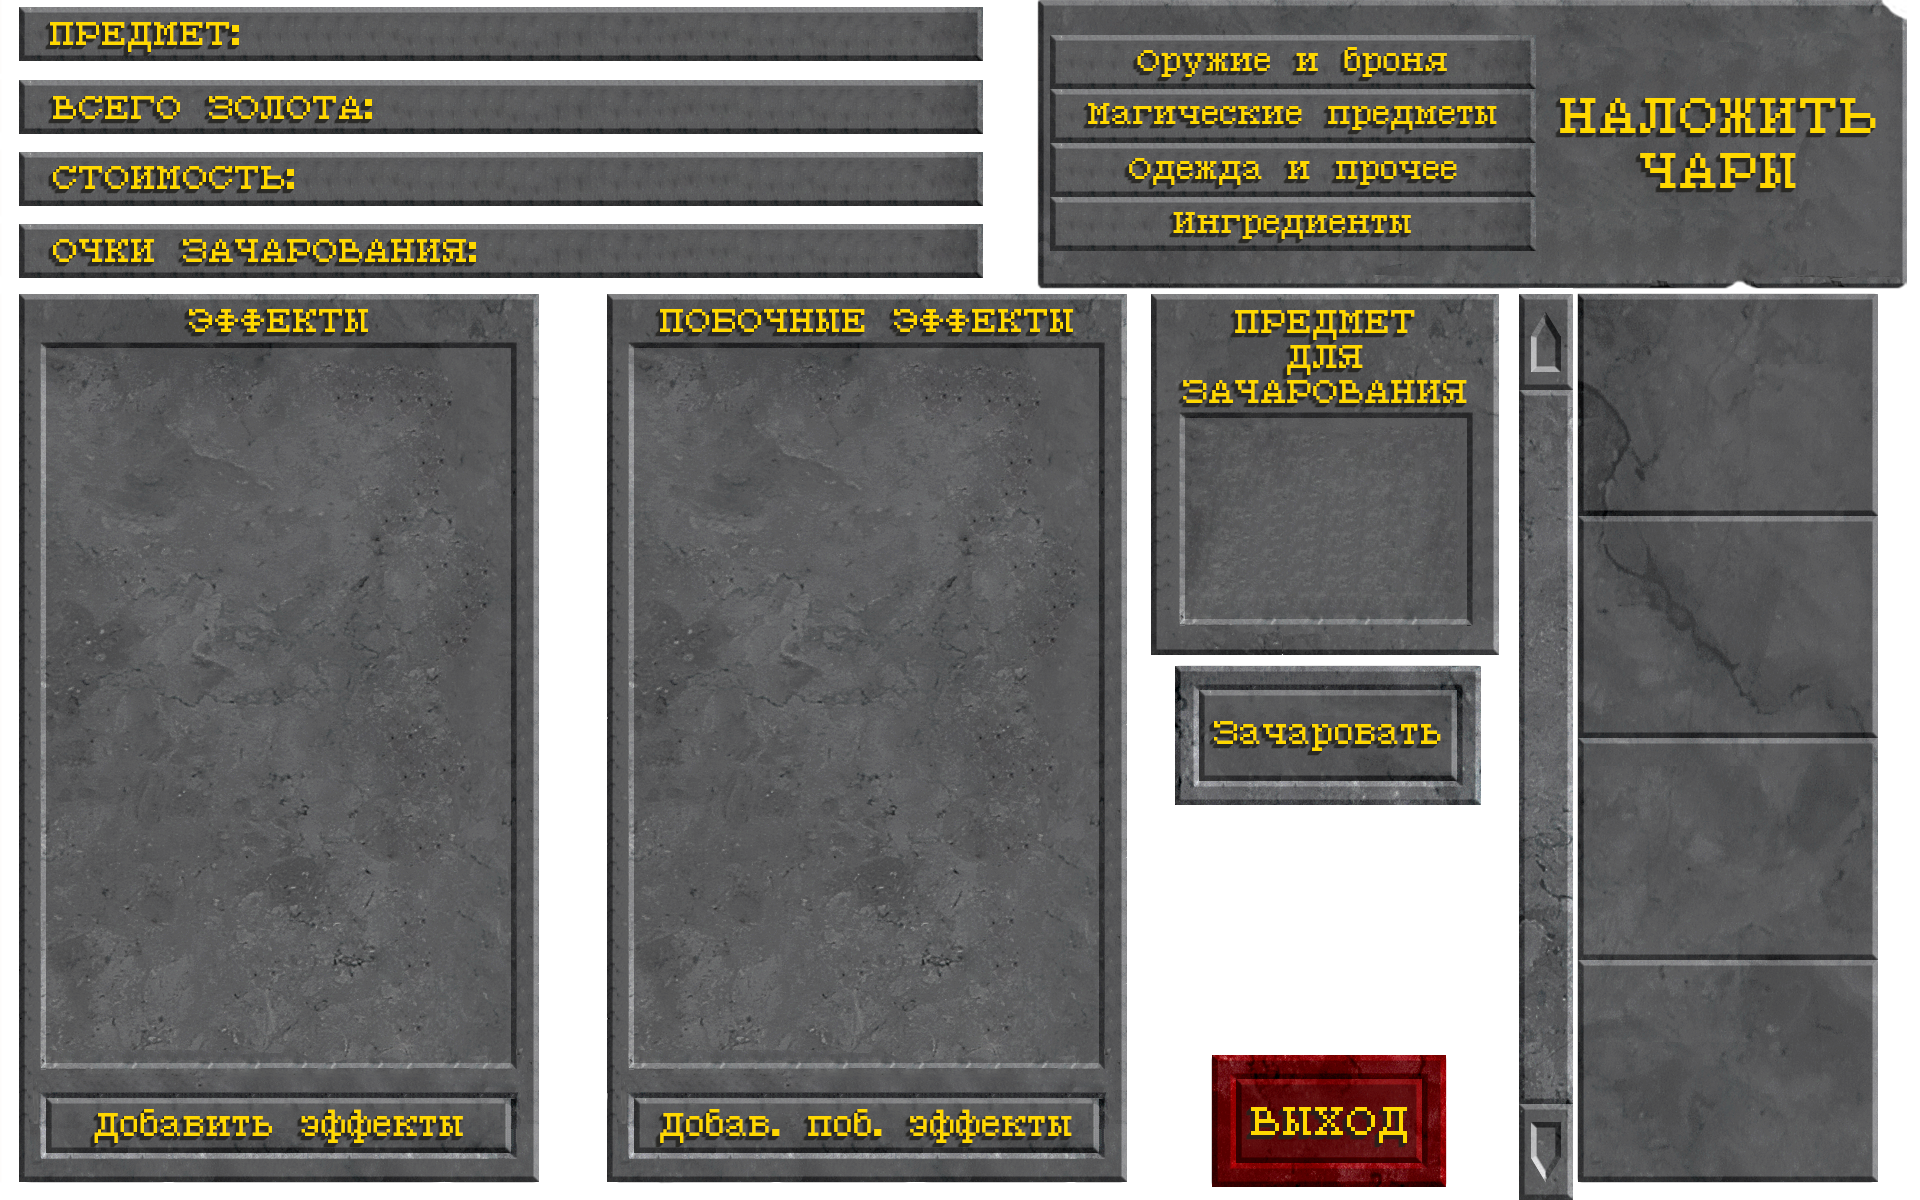 ПРЕДМЕТ:
ВСЕГО ЗОЛОТА:
СТОИМОСТЬ:
ОЧКИ ЗАЧАРОВАНИЯ:
Оружие и броня
Магические предметы
Одежда и прочее
Ингредиенты
НАЛОЖИТЬ
ЧАРЫ
ЭФФЕКТЫ
Добавить эффекты
ПОБОЧНЫЕ ЭФФЕКТЫ
Добав. поб. эффекты
ПРЕДМЕТ
ДЛЯ
ЗАЧАРОВАНИЯ
Зачаровать
ВЫХОД